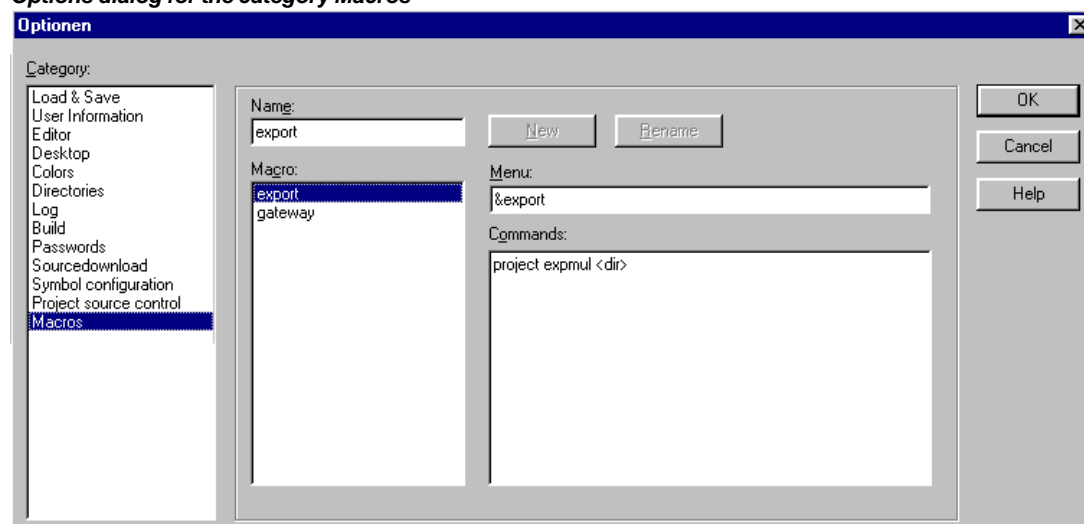 Options dialog for the category Macros
Optionen
Category:
Load & Save
User Information
Editor
Desktop
Colors
Directories
Log
Build
Passwords
Sourcedownload
Symbol configuration
Project source control
Macros
Name:
export
New
Rename
Macro:
export
gateway
Menu:
&export
Commands:
project expmul <dir>
OK
Cancel
Help